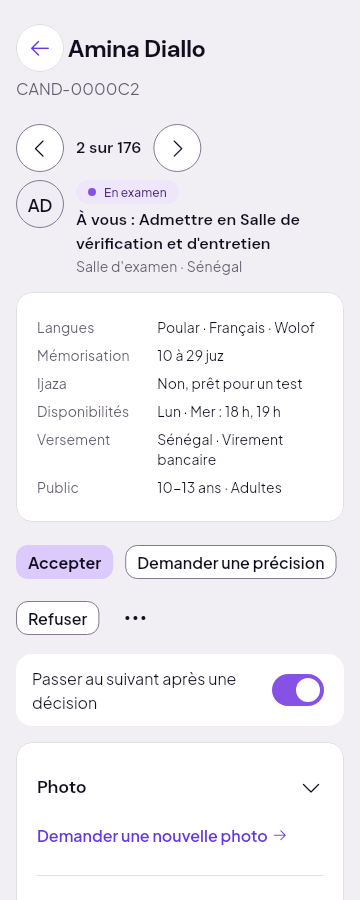 Amina Diallo
CAND-0000C2
2 sur 176
AD
En examen
À vous : Admettre en Salle de
vérification et d'entretien
Salle d'examen · Sénégal
Langues Poular · Français · Wolof
Mémorisation 10 à 29 juz
Ijaza Non, prêt pour un test
Disponibilités Lun · Mer : 18 h, 19 h
Versement Sénégal · Virement
bancaire
Public 10–13 ans · Adultes
Accepter Demander une précision
Refuser
Passer au suivant après une
décision
Photo
Demander une nouvelle photo →